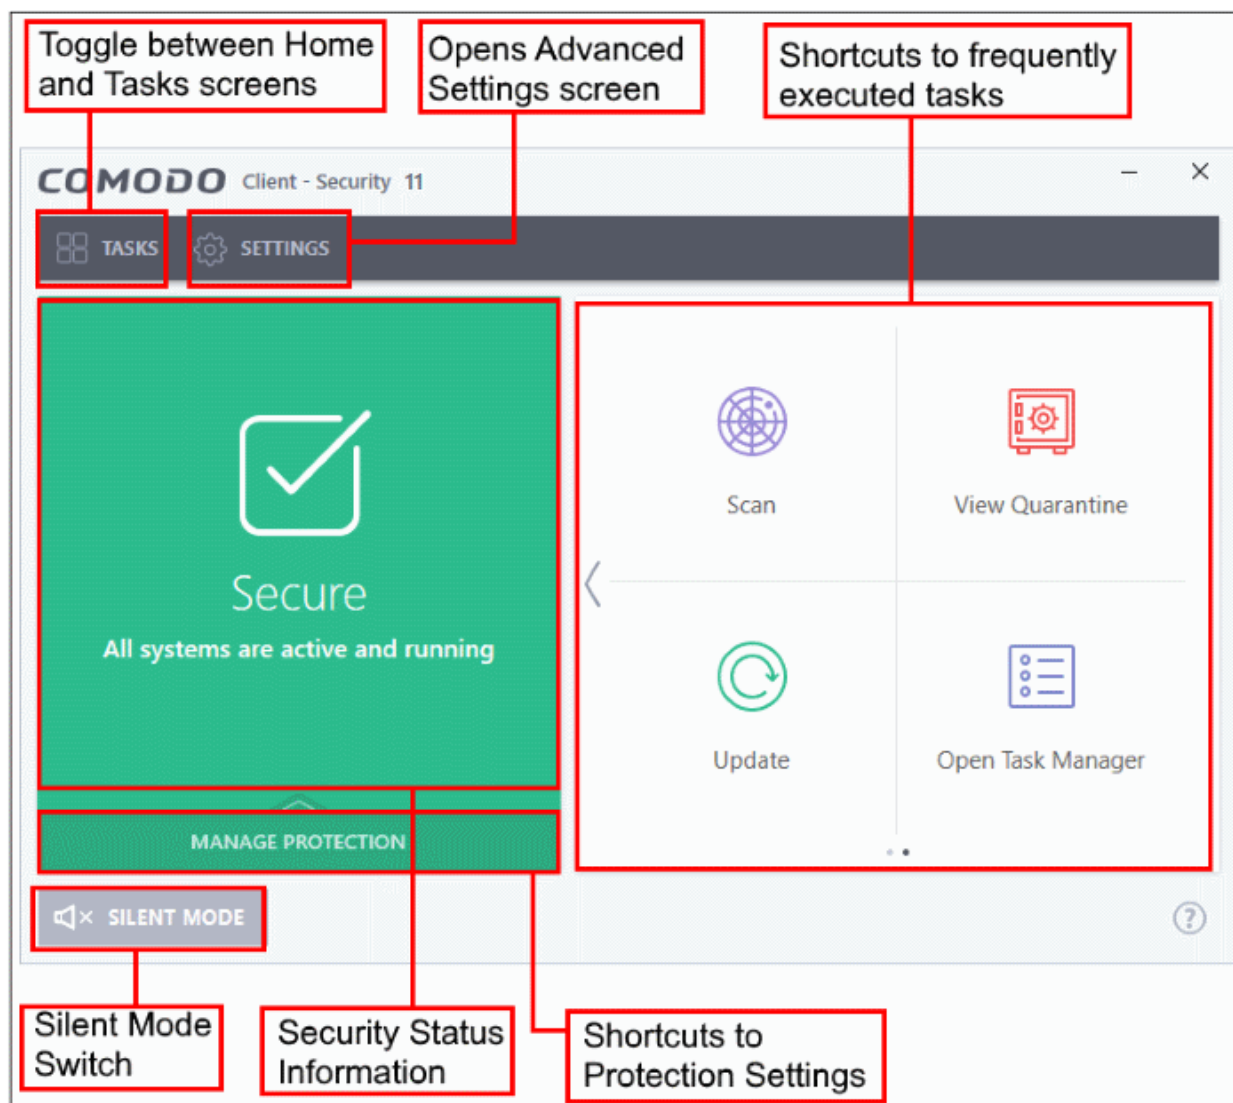 Toggle between Home
and Tasks screens
Opens Advanced
Settings screen
Shortcuts to frequently
executed tasks
COMODO Client - Security 11
TASKS
SETTINGS
Secure
All systems are active and running
MANAGE PROTECTION
Scan
View Quarantine
Update
Open Task Manager
SILENT MODE
?
Silent Mode
Switch
Security Status
Information
Shortcuts to
Protection Settings